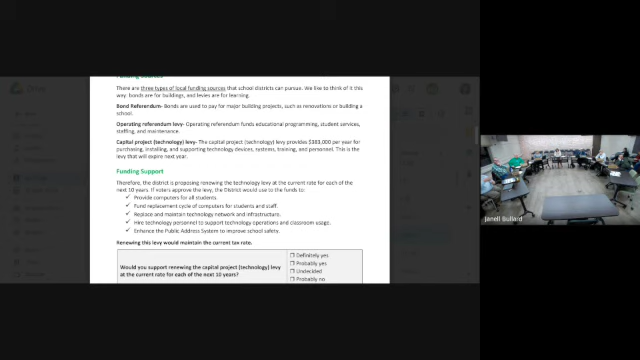 Funding Sources
There are three types of local funding sources that school districts can pursue. We like to think of it this
way: bonds are for buildings, and levies are for learning.
Bond Referendum- Bonds are used to pay for major building projects, such as renovations or building a
school.
Operating referendum levy- Operating referendum funds educational programming, student services,
staffing, and maintenance.
Capital project (technology) levy- The capital project (technology) levy provides $383,000 per year for
purchasing, installing, and supporting technology devices, systems, training, and personnel. This is the
levy that will expire next year.
Funding Support
Therefore, the district is proposing renewing the technology levy at the current rate for each of the
next 10 years. If voters approve the levy, the District would use to the funds to:
✓ Provide computers for all students.
✓ Fund replacement cycle of computers for students and staff.
✓ Replace and maintain technology network and infrastructure.
✓ Hire technology personnel to support technology operations and classroom usage.
✓ Enhance the Public Address System to improve school safety.
Renewing this levy would maintain the current tax rate.
Would you support renewing the capital project (technology) levy
at the current rate for each of the next 10 years?
☐ Definitely yes
☐ Probably yes
☐ Undecided
☐ Probably no
Janell Bullard